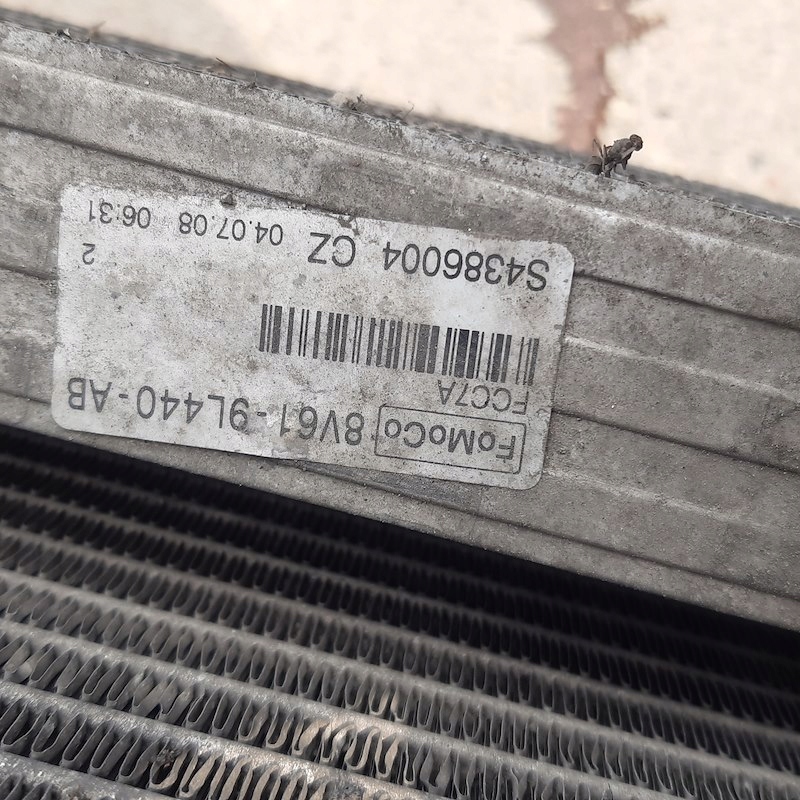 FoMoCo 8V61-9L440-AB
FCC7A
S4386004 CZ 04.07.08 06:31
2